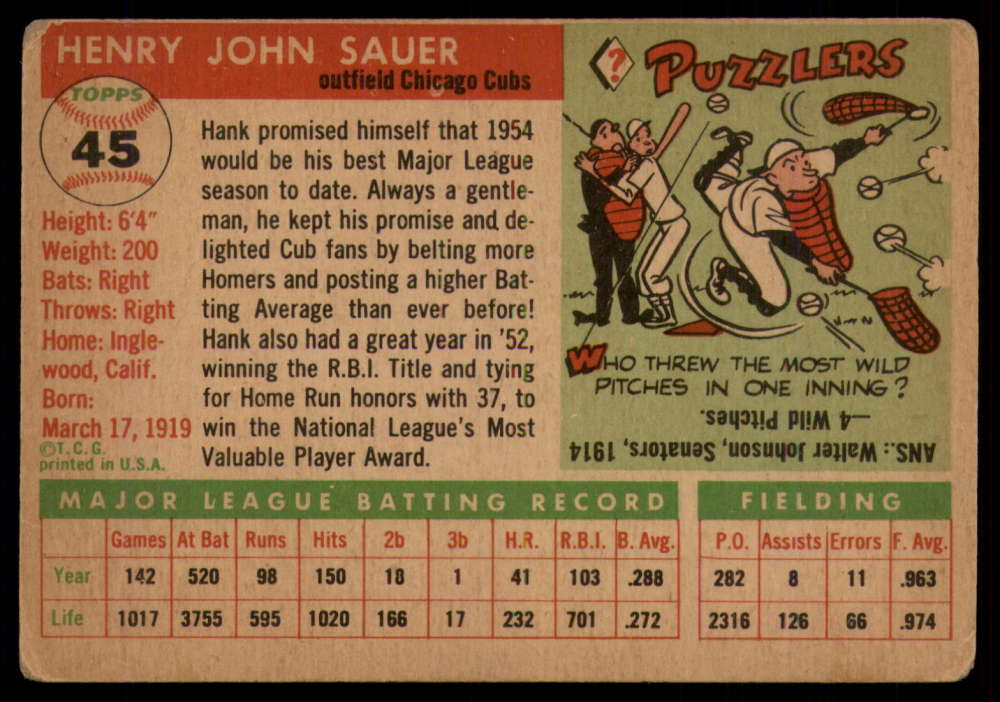 HENRY JOHN SAUER
outfield Chicago Cubs
TOPPS
45
Height: 6'4"
Weight: 200
Bats: Right
Throws: Right
Home: Ingle-
wood, Calif.
Born:
March 17, 1919
©T.C.G.
printed in U.S.A.
Hank promised himself that 1954
would be his best Major League
season to date. Always a gentle-
man, he kept his promise and de-
lighted Cub fans by belting more
Homers and posting a higher Bat-
ting Average than ever before!
Hank also had a great year in '52,
winning the R.B.I. Title and tying
for Home Run honors with 37, to
win the National League's Most
Valuable Player Award.
?
PUZZLERS
WHO THREW THE MOST WILD
PITCHES IN ONE INNING?
ANS.: Walter Johnson, Senators, 1914
—4 Wild Pitches.
MAJOR LEAGUE BATTING RECORD
Games At Bat Runs Hits 2b 3b H.R. R.B.I. B. Avg.
Year 142 520 98 150 18 1 41 103 .288
Life 1017 3755 595 1020 166 17 232 701 .272
FIELDING
P.O. Assists Errors F. Avg.
282 8 11 .963
2316 126 66 .974